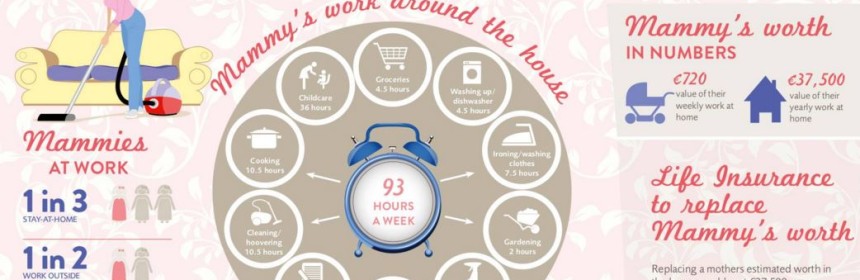 Mammy's work around the house
Mammies
AT WORK
1 in 3
STAY-AT-HOME
1 in 2
WORK OUTSIDE
Groceries
4.5 hours
Childcare
36 hours
Washing up/
dishwasher
4.5 hours
Cooking
10.5 hours
Ironing/washing
clothes
7.5 hours
93
HOURS
A WEEK
Cleaning/
hoovering
10.5 hours
Gardening
2 hours
Mammy's worth
IN NUMBERS
€720
value of their
weekly work at
home
€37,500
value of their
yearly work at
home
Life Insurance
to replace
Mammy's worth
Replacing a mothers estimated worth in